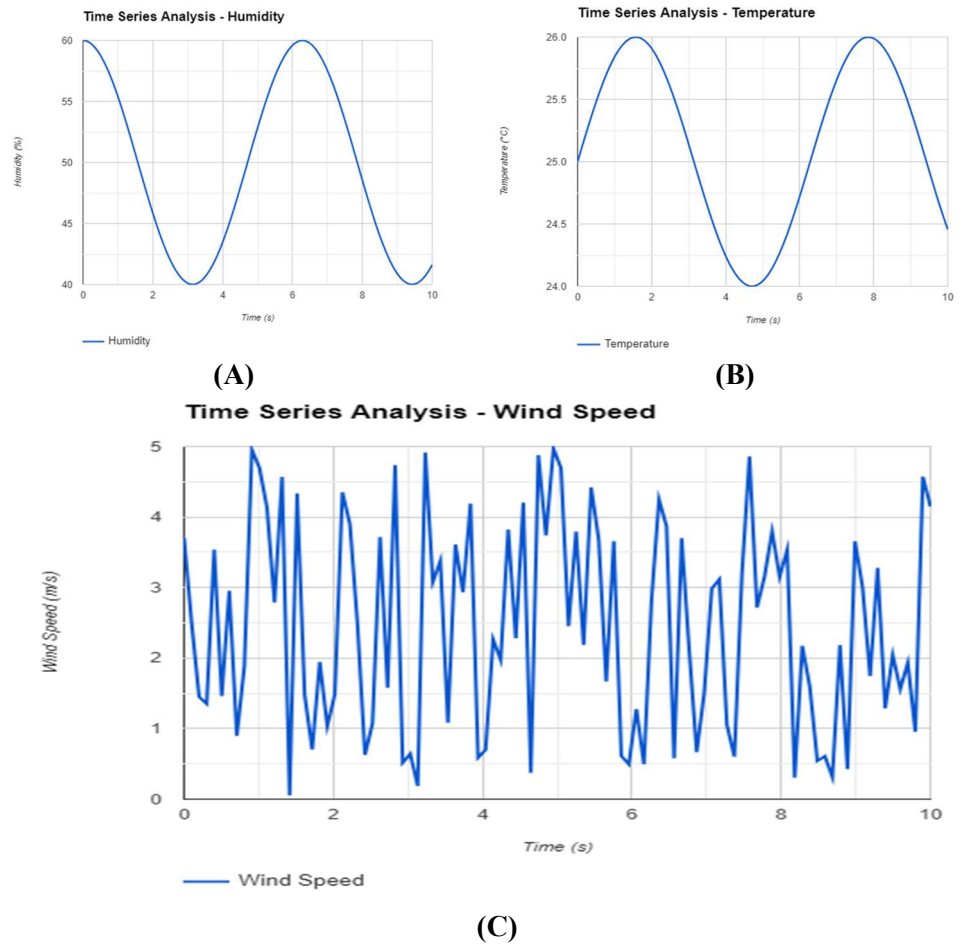 Time Series Analysis - Humidity
60
55
50
45
40
Humidity (%)
0 2 4 6 8 10
Time (s)
Humidity
(A)
Time Series Analysis - Temperature
26.0
25.5
25.0
24.5
24.0
Temperature (°C)
0 2 4 6 8 10
Time (s)
Temperature
(B)
Time Series Analysis - Wind Speed
5
4
3
2
1
0
Wind Speed (m/s)
0 2 4 6 8 10
Time (s)
Wind Speed
(C)